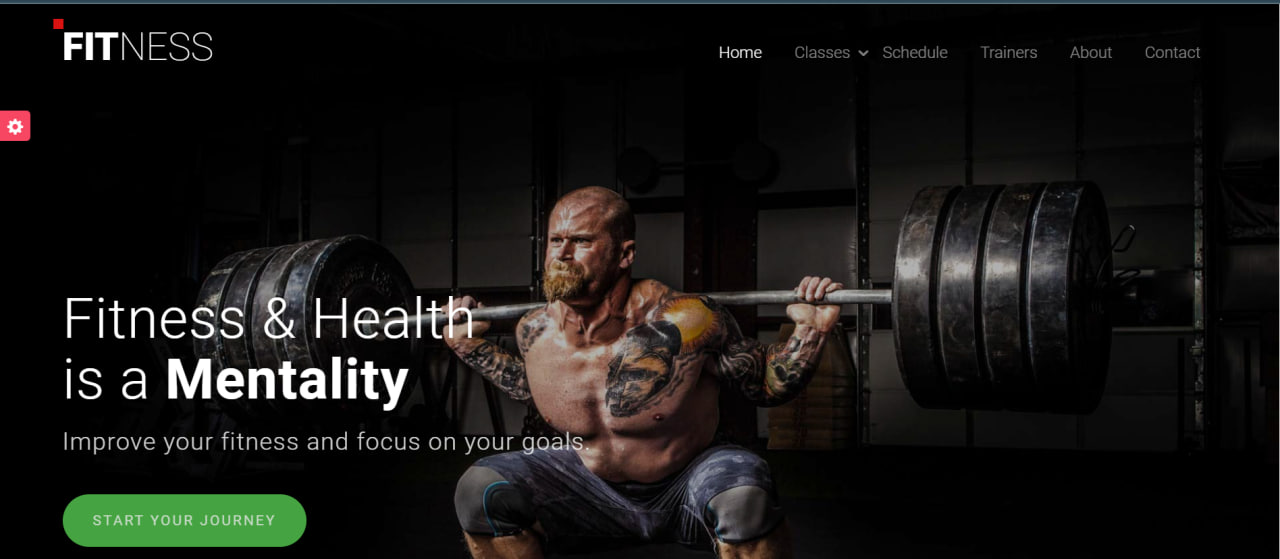 FITNESS
Home Classes Schedule Trainers About Contact
Fitness & Health
is a Mentality
Improve your fitness and focus on your goals.
START YOUR JOURNEY